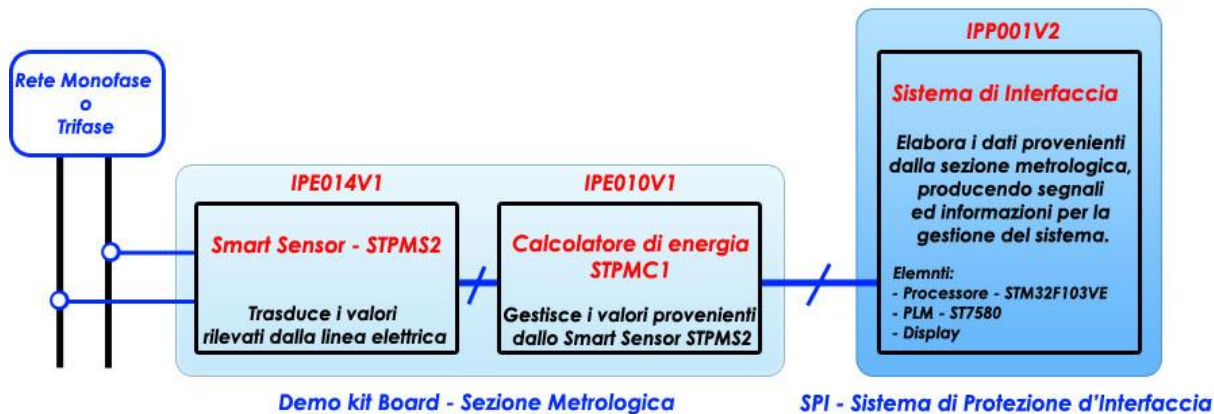 Rete Monofase
o
Trifase
IPE014V1
Smart Sensor - STPMS2
Trasduce i valori
rilevati dalla linea elettrica
IPE010V1
Calcolatore di energia
STPMC1
Gestisce i valori provenienti
dallo Smart Sensor STPMS2
Demo kit Board - Sezione Metrologica
IPP001V2
Sistema di Interfaccia
Elabora i dati provenienti
dalla sezione metrologica,
producendo segnali
ed informazioni per la
gestione del sistema.
Elemnti:
- Processore - STM32F103VE
- PLM - ST7580
- Display
SPI - Sistema di Protezione d'Interfaccia